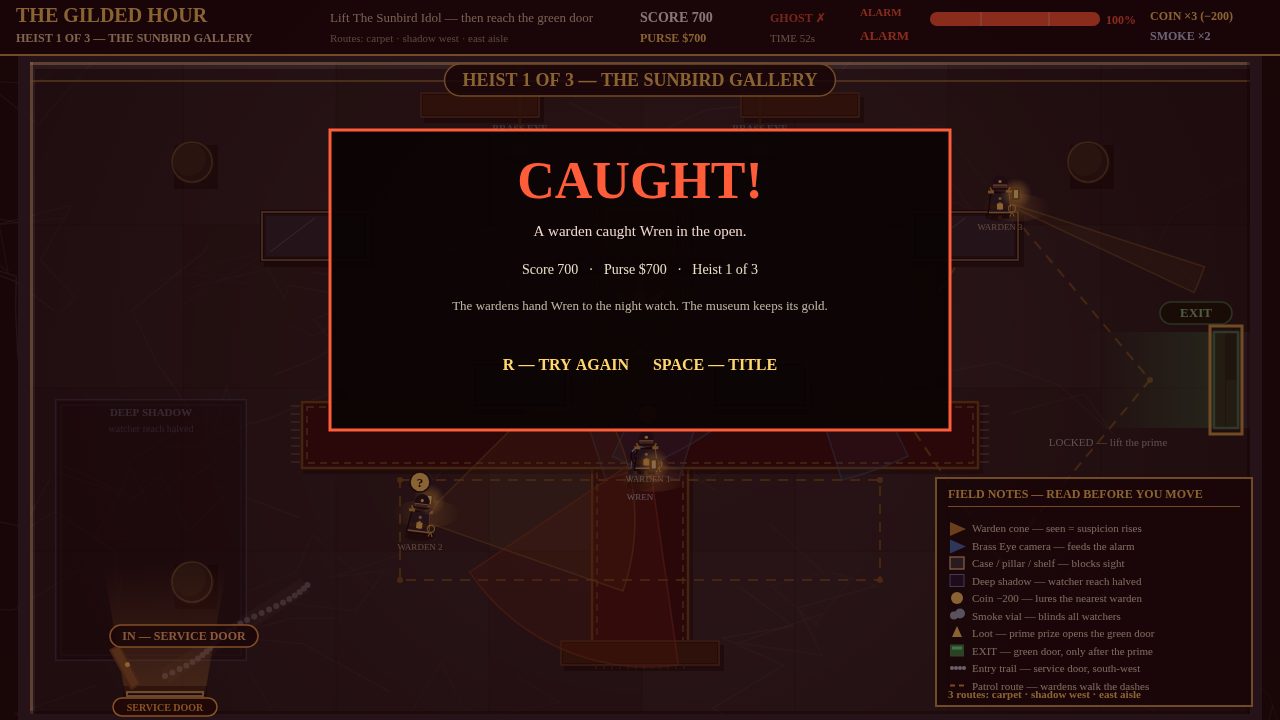 THE GILDED HOUR
HEIST 1 OF 3 — THE SUNBIRD GALLERY
Lift The Sunbird Idol — then reach the green door
Routes: carpet · shadow west · east aisle
SCORE 700
PURSE $700
GHOST ✗
TIME 52s
ALARM
ALARM
100%
COIN ×3 (−200)
SMOKE ×2
HEIST 1 OF 3 — THE SUNBIRD GALLERY
BRASS EYE
BRASS EYE
CAUGHT!
A warden caught Wren in the open.
Score 700 · Purse $700 · Heist 1 of 3
The wardens hand Wren to the night watch. The museum keeps its gold.
R — TRY AGAIN SPACE — TITLE
WARDEN 3
EXIT
LOCKED — lift the prime
DEEP SHADOW
watcher reach halved
WARDEN 1
WREN
?
WARDEN 2
IN — SERVICE DOOR
SERVICE DOOR
FIELD NOTES — READ BEFORE YOU MOVE
Warden cone — seen = suspicion rises
Brass Eye camera — feeds the alarm
Case / pillar / shelf — blocks sight
Deep shadow — watcher reach halved
Coin −200 — lures the nearest warden
Smoke vial — blinds all watchers
Loot — prime prize opens the green door
EXIT — green door, only after the prime
Entry trail — service door, south-west
Patrol route — wardens walk the dashes
3 routes: carpet · shadow west · east aisle